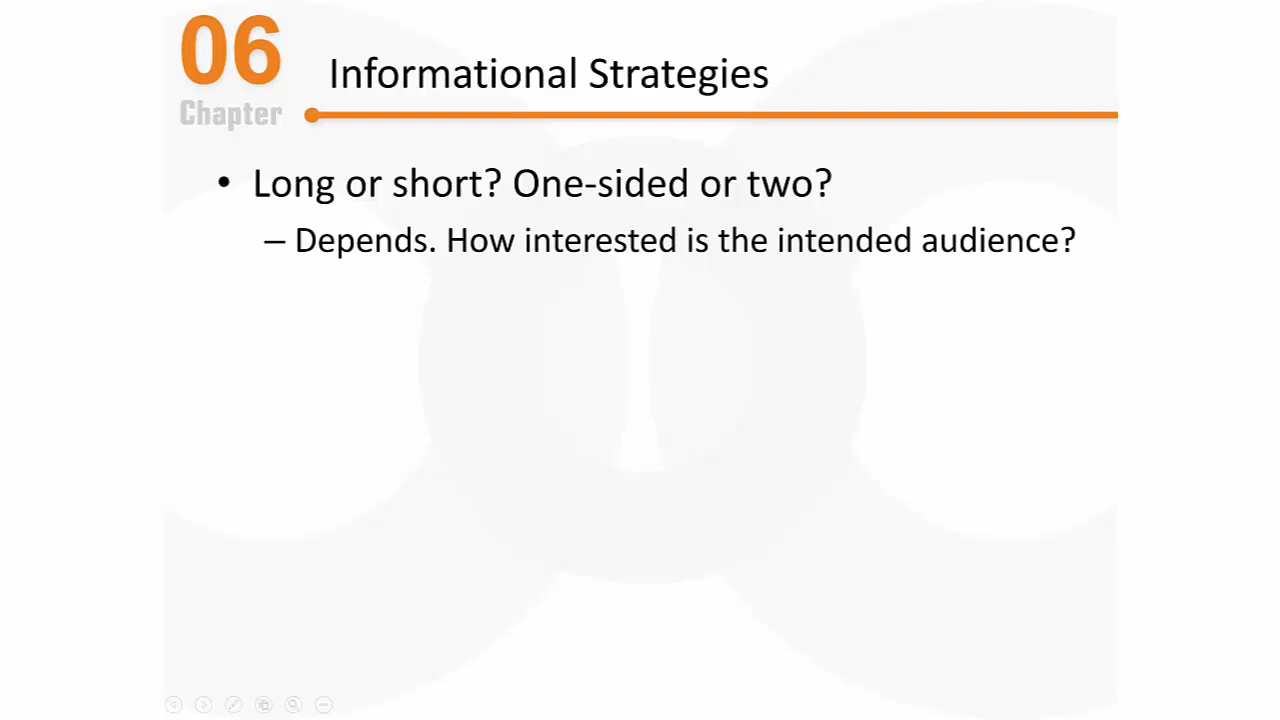 06
Chapter
Informational Strategies
• Long or short? One-sided or two?
– Depends. How interested is the intended audience?